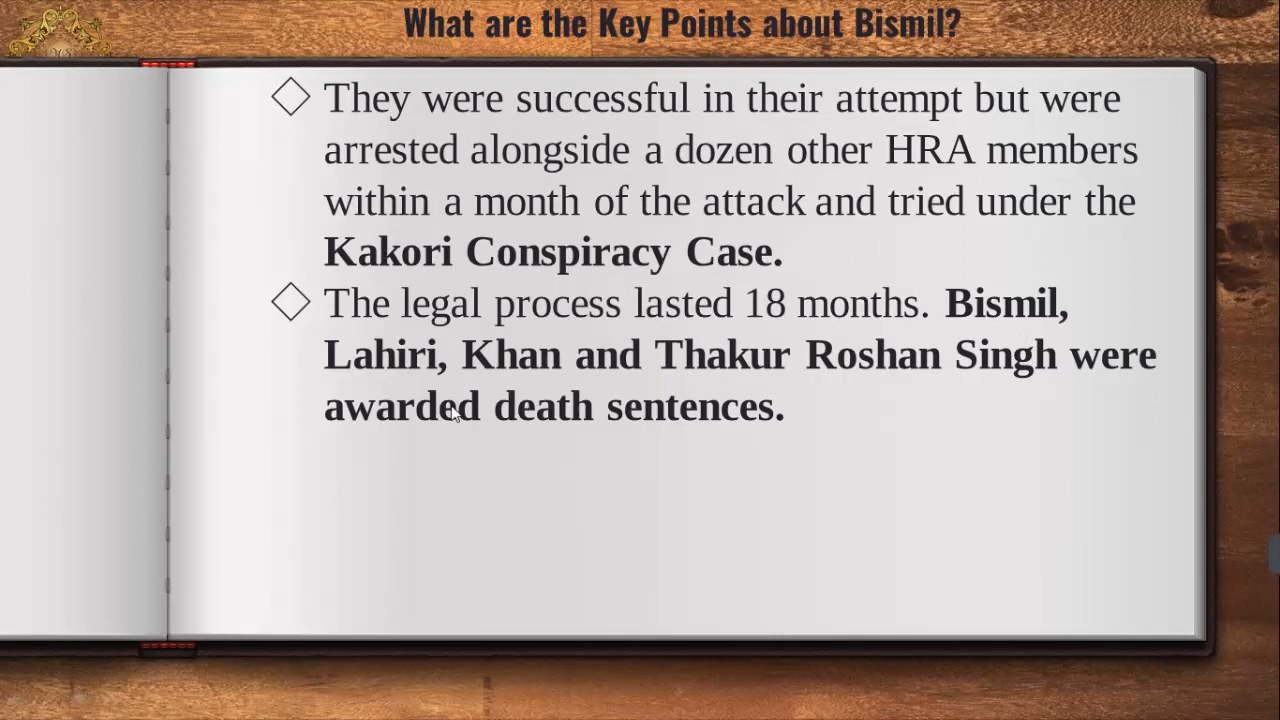 What are the Key Points about Bismil?
They were successful in their attempt but were
arrested alongside a dozen other HRA members
within a month of the attack and tried under the
Kakori Conspiracy Case.
The legal process lasted 18 months. Bismil,
Lahiri, Khan and Thakur Roshan Singh were
awarded death sentences.